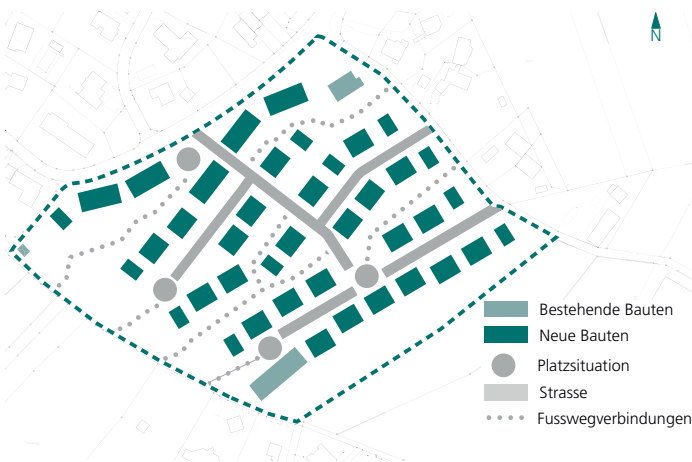 N
Bestehende Bauten
Neue Bauten
Platzsituation
Strasse
Fusswegverbindungen